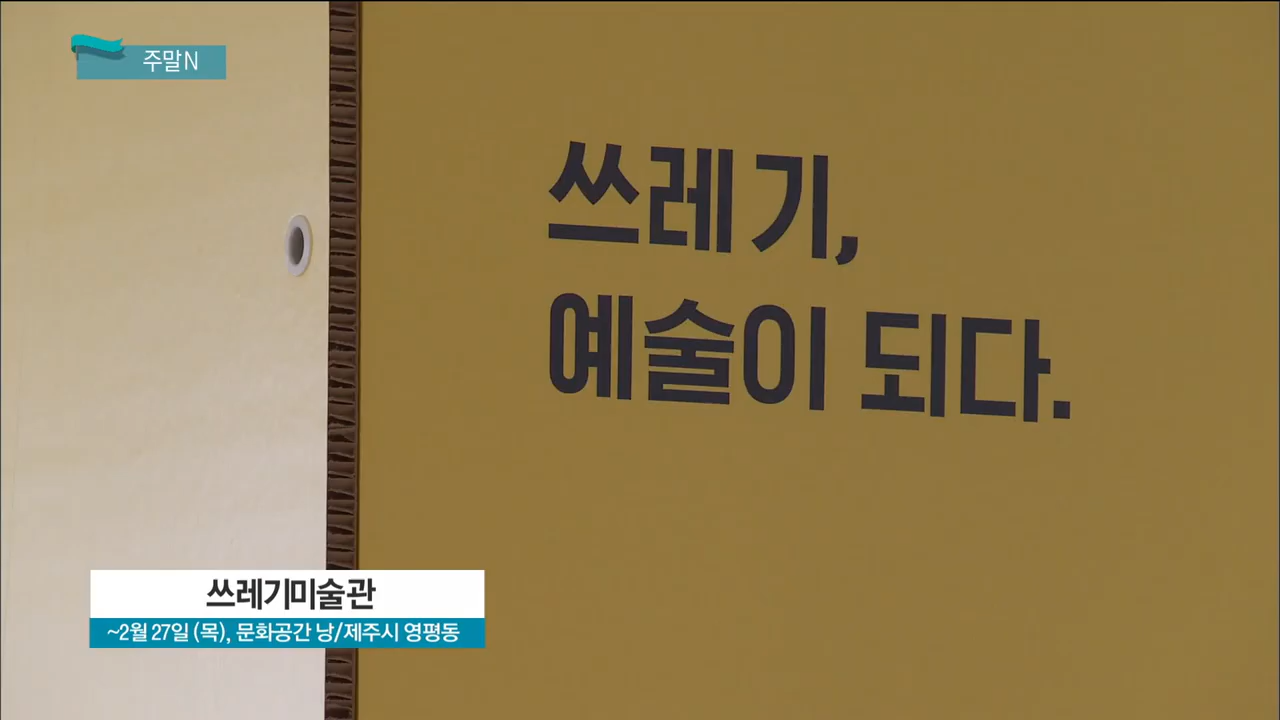 주말N
쓰레기,
예술이 되다.
쓰레기미술관
~2월 27일 (목), 문화공간 낭/제주시 영평동